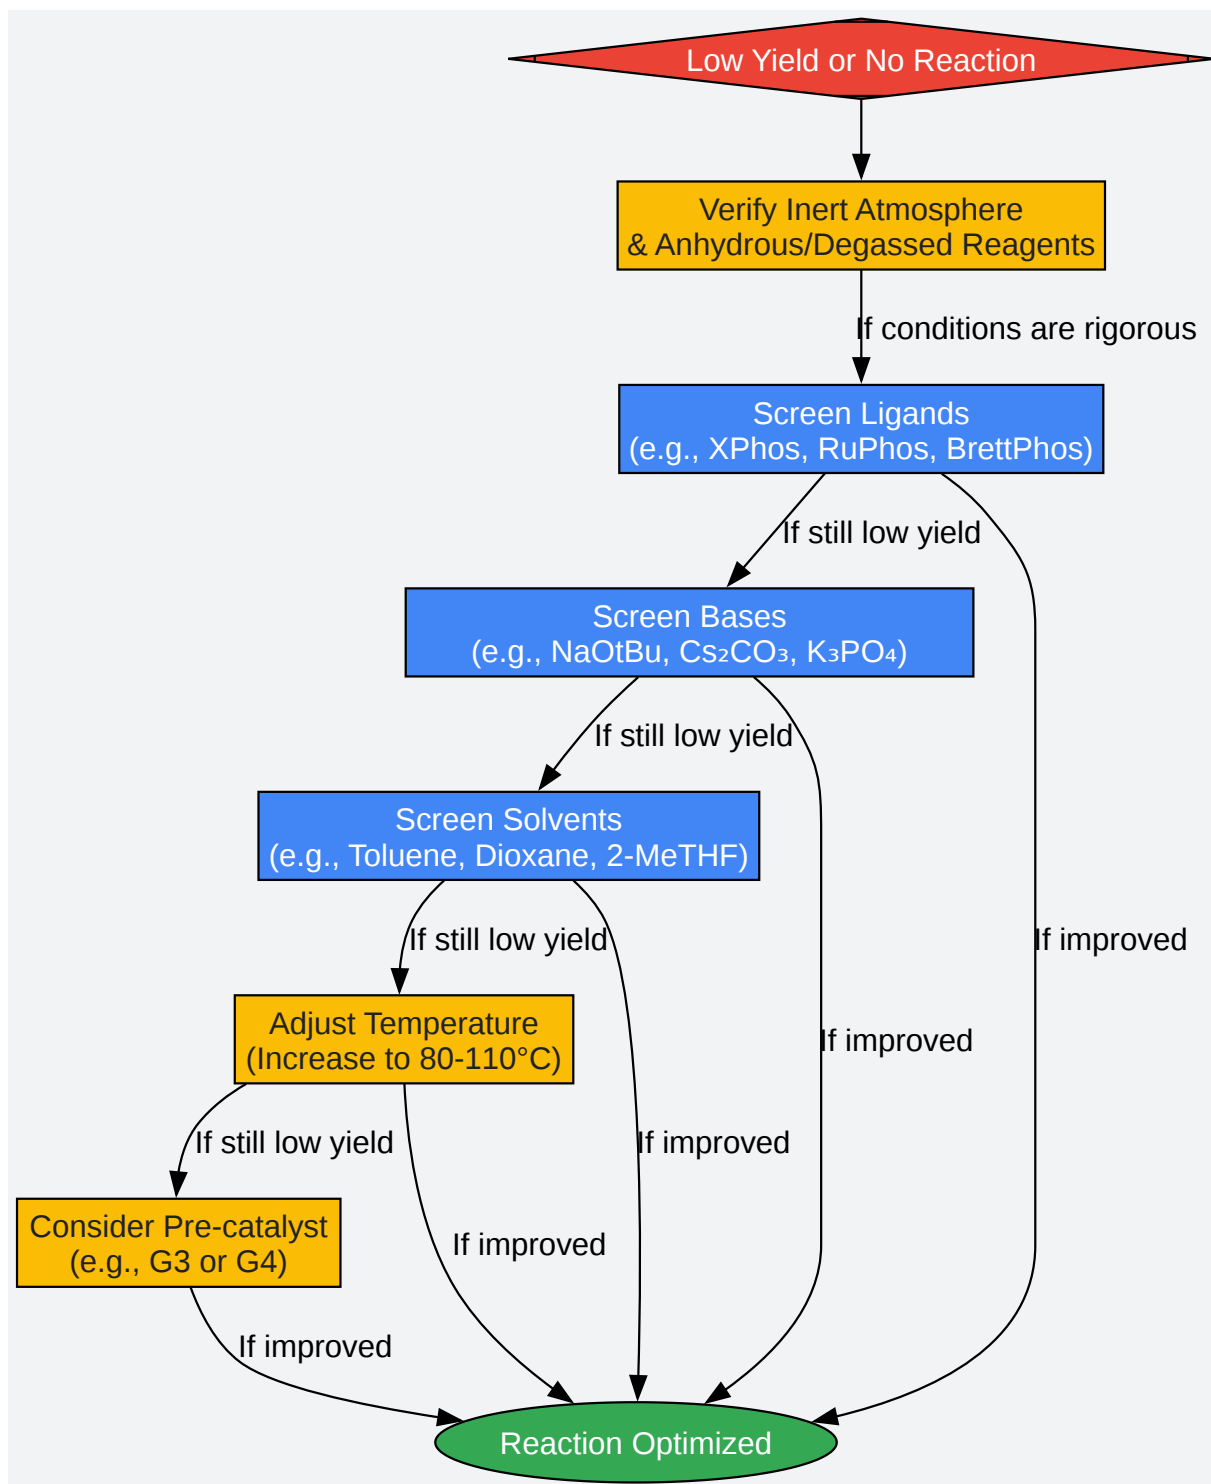 Low Yield or No Reaction
Verify Inert Atmosphere
& Anhydrous/Degassed Reagents
If conditions are rigorous
Screen Ligands
(e.g., XPhos, RuPhos, BrettPhos)
If still low yield
Screen Bases
(e.g., NaOtBu, Cs₂CO₃, K₃PO₄)
If still low yield
Screen Solvents
(e.g., Toluene, Dioxane, 2-MeTHF)
If still low yield
If improved
Adjust Temperature
(Increase to 80-110°C)
If improved
If still low yield
If improved
Consider Pre-catalyst
(e.g., G3 or G4)
If improved
If improved
Reaction Optimized